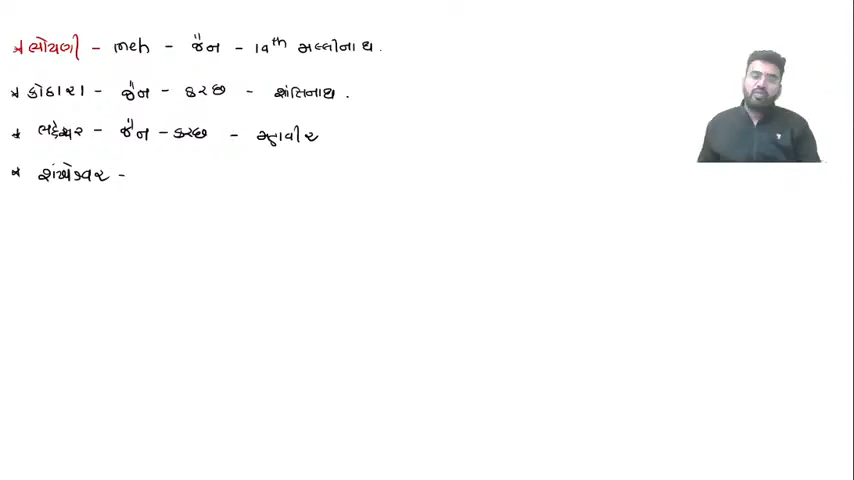 * ભોયણી - meh - જૈન - 19th મલ્લીનાથ.
* કોઠારા - જૈન - કચ્છ - શાંતિનાથ.
* ભદ્રેશ્વર - જૈન - કચ્છ - મહાવીર
* શંખેશ્વર -